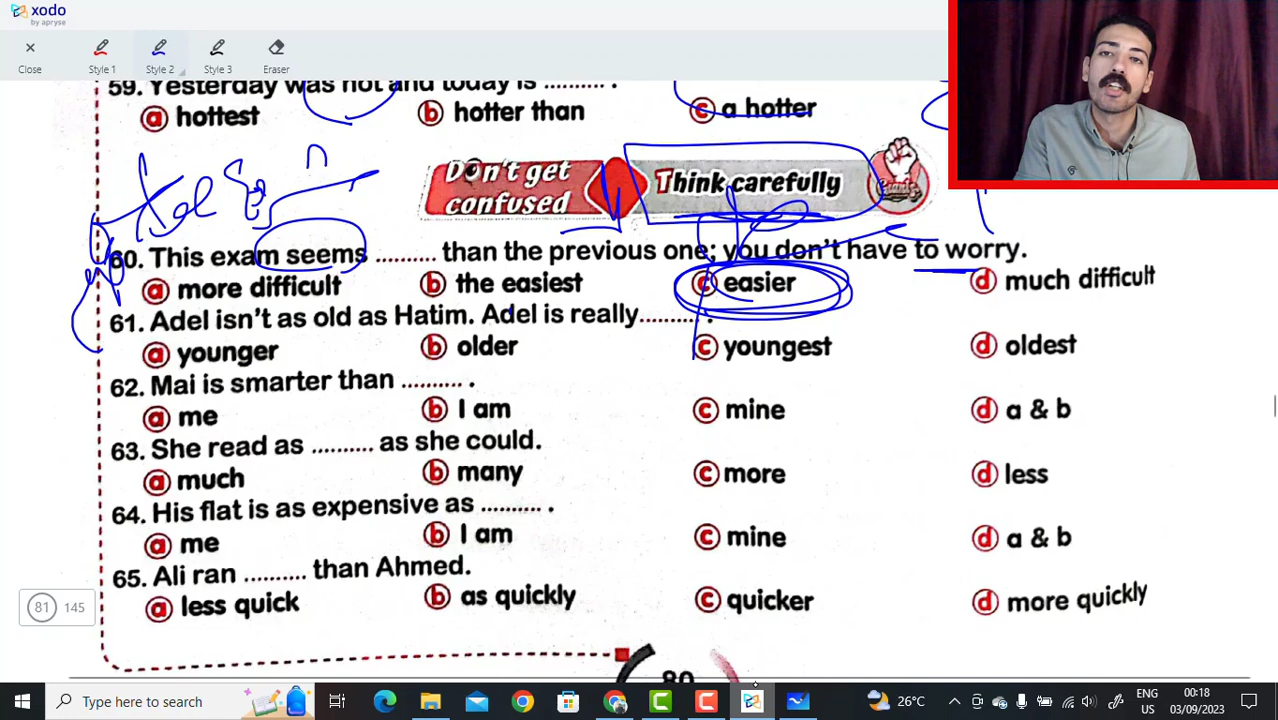 xodo
by apryse
Close
Style 1
Style 2
Style 3
Eraser
59. Yesterday was hot and today is .......... .
a hottest
b hotter than
c a hotter
Don't get confused
Think carefully
60. This exam seems .......... than the previous one; you don't have to worry.
a more difficult
b the easiest
c easier
d much difficult
61. Adel isn't as old as Hatim. Adel is really.......... .
a younger
b older
c youngest
d oldest
62. Mai is smarter than .......... .
a me
b I am
c mine
d a & b
63. She read as .......... as she could.
a much
b many
c more
d less
64. His flat is as expensive as .......... .
a me
b I am
c mine
d a & b
65. Ali ran .......... than Ahmed.
a less quick
b as quickly
c quicker
d more quickly
81 145
80
Type here to search
26°C
ENG
US
00:18
03/09/2023